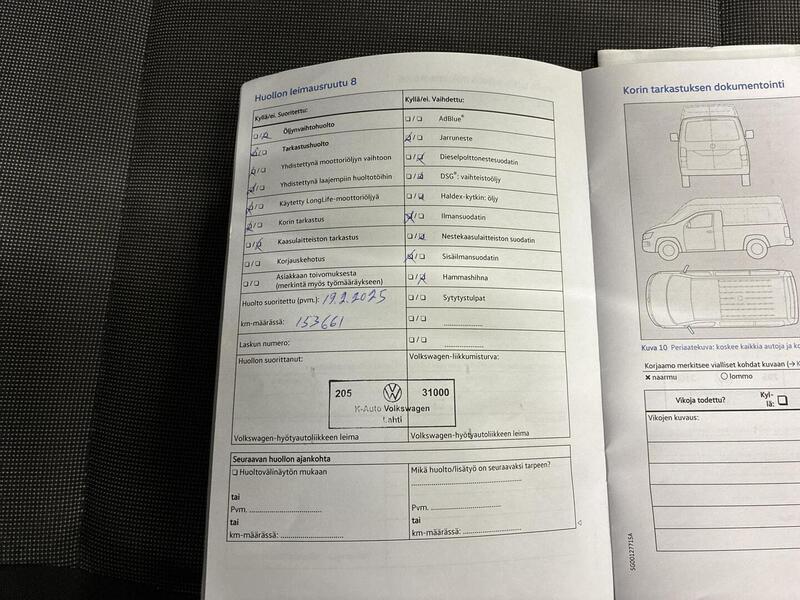 Huollon leimausruutu 8
Kyllä/ei. Suoritettu:
Kyllä/ei. Vaihdettu:
☐/☒ Öljynvaihtohuolto
☐/☐ AdBlue®
☒/☐ Tarkastushuolto
☒/☐ Jarruneste
☒/☐ Yhdistettynä moottoriöljyn vaihtoon
☐/☒ Dieselpolttonestesuodatin
☒/☐ Yhdistettynä laajempiin huoltotöihin
☐/☒ DSG®: vaihteistoöljy
☒/☐ Käytetty LongLife-moottoriöljyä
☐/☒ Haldex-kytkin: öljy
☒/☐ Korin tarkastus
☒/☐ Ilmansuodatin
☐/☒ Kaasulaitteiston tarkastus
☐/☒ Nestekaasulaitteiston suodatin
☐/☐ Korjauskehotus
☒/☐ Sisäilmansuodatin
☐/☐ Asiakkaan toivomuksesta
(merkintä myös työmääräykseen)
☐/☒ Hammashihna
Huolto suoritettu (pvm.): 19.2.2025
☐/☐ Sytytystulpat
km-määrässä: 153661
☐/☐ ....................
Laskun numero:
☐/☐ ....................
Huollon suorittanut:
Volkswagen-liikkumisturva:
205 31000
K-Auto Volkswagen
Lahti
Volkswagen-hyötyautoliikkeen leima
Volkswagen-hyötyautoliikkeen leima
Seuraavan huollon ajankohta
☐ Huoltovälinäytön mukaan
Mikä huolto/lisätyö on seuraavaksi tarpeen?
tai
Pvm. ....................
Pvm. ....................
tai
tai
km-määrässä: ....................
km-määrässä: ....................
Korin tarkastuksen dokumentointi
Kuva 10 Periaatekuva: koskee kaikkia autoja ja
Korjaamo merkitsee vialliset kohdat kuvaan (→
× naarmu ○ lommo
Vikoja todettu? Kyl-
lä: ☐
Vikojen kuvaus:
5G0012771SA